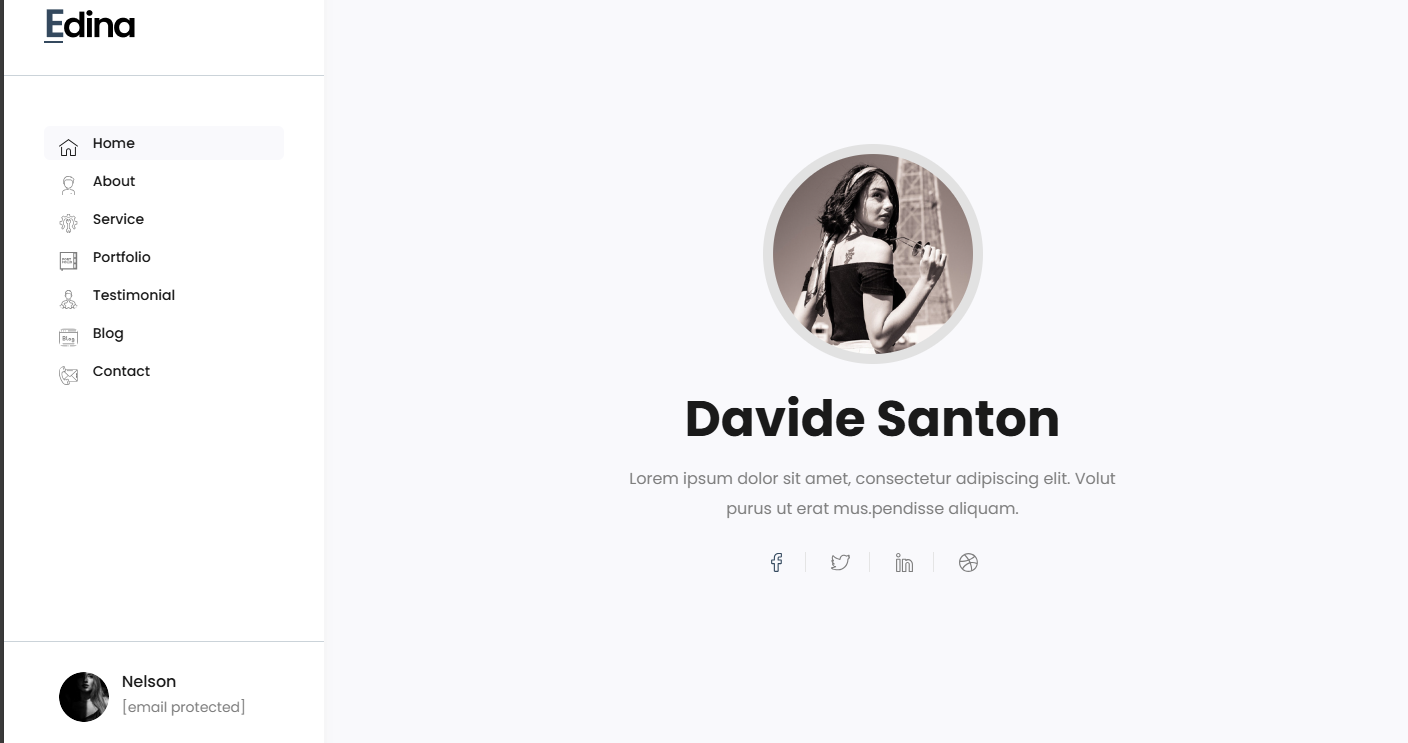 Edina
Home
About
Service
Portfolio
Testimonial
Blog
Contact
Nelson
[email protected]
Davide Santon
Lorem ipsum dolor sit amet, consectetur adipiscing elit. Volut
purus ut erat mus.pendisse aliquam.